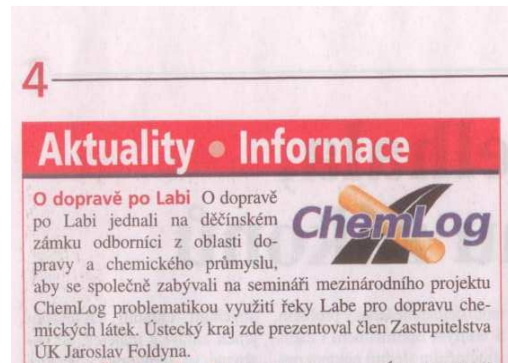 4
Aktuality • Informace
O dopravě po Labi O dopravě
po Labi jednali na děčínském
zámku odborníci z oblasti do-
pravy a chemického průmyslu,
ChemLog
aby se společně zabývali na semináři mezinárodního projektu
ChemLog problematikou využití řeky Labe pro dopravu che-
mických látek. Ústecký kraj zde prezentoval člen Zastupitelstva
ÚK Jaroslav Foldyna.